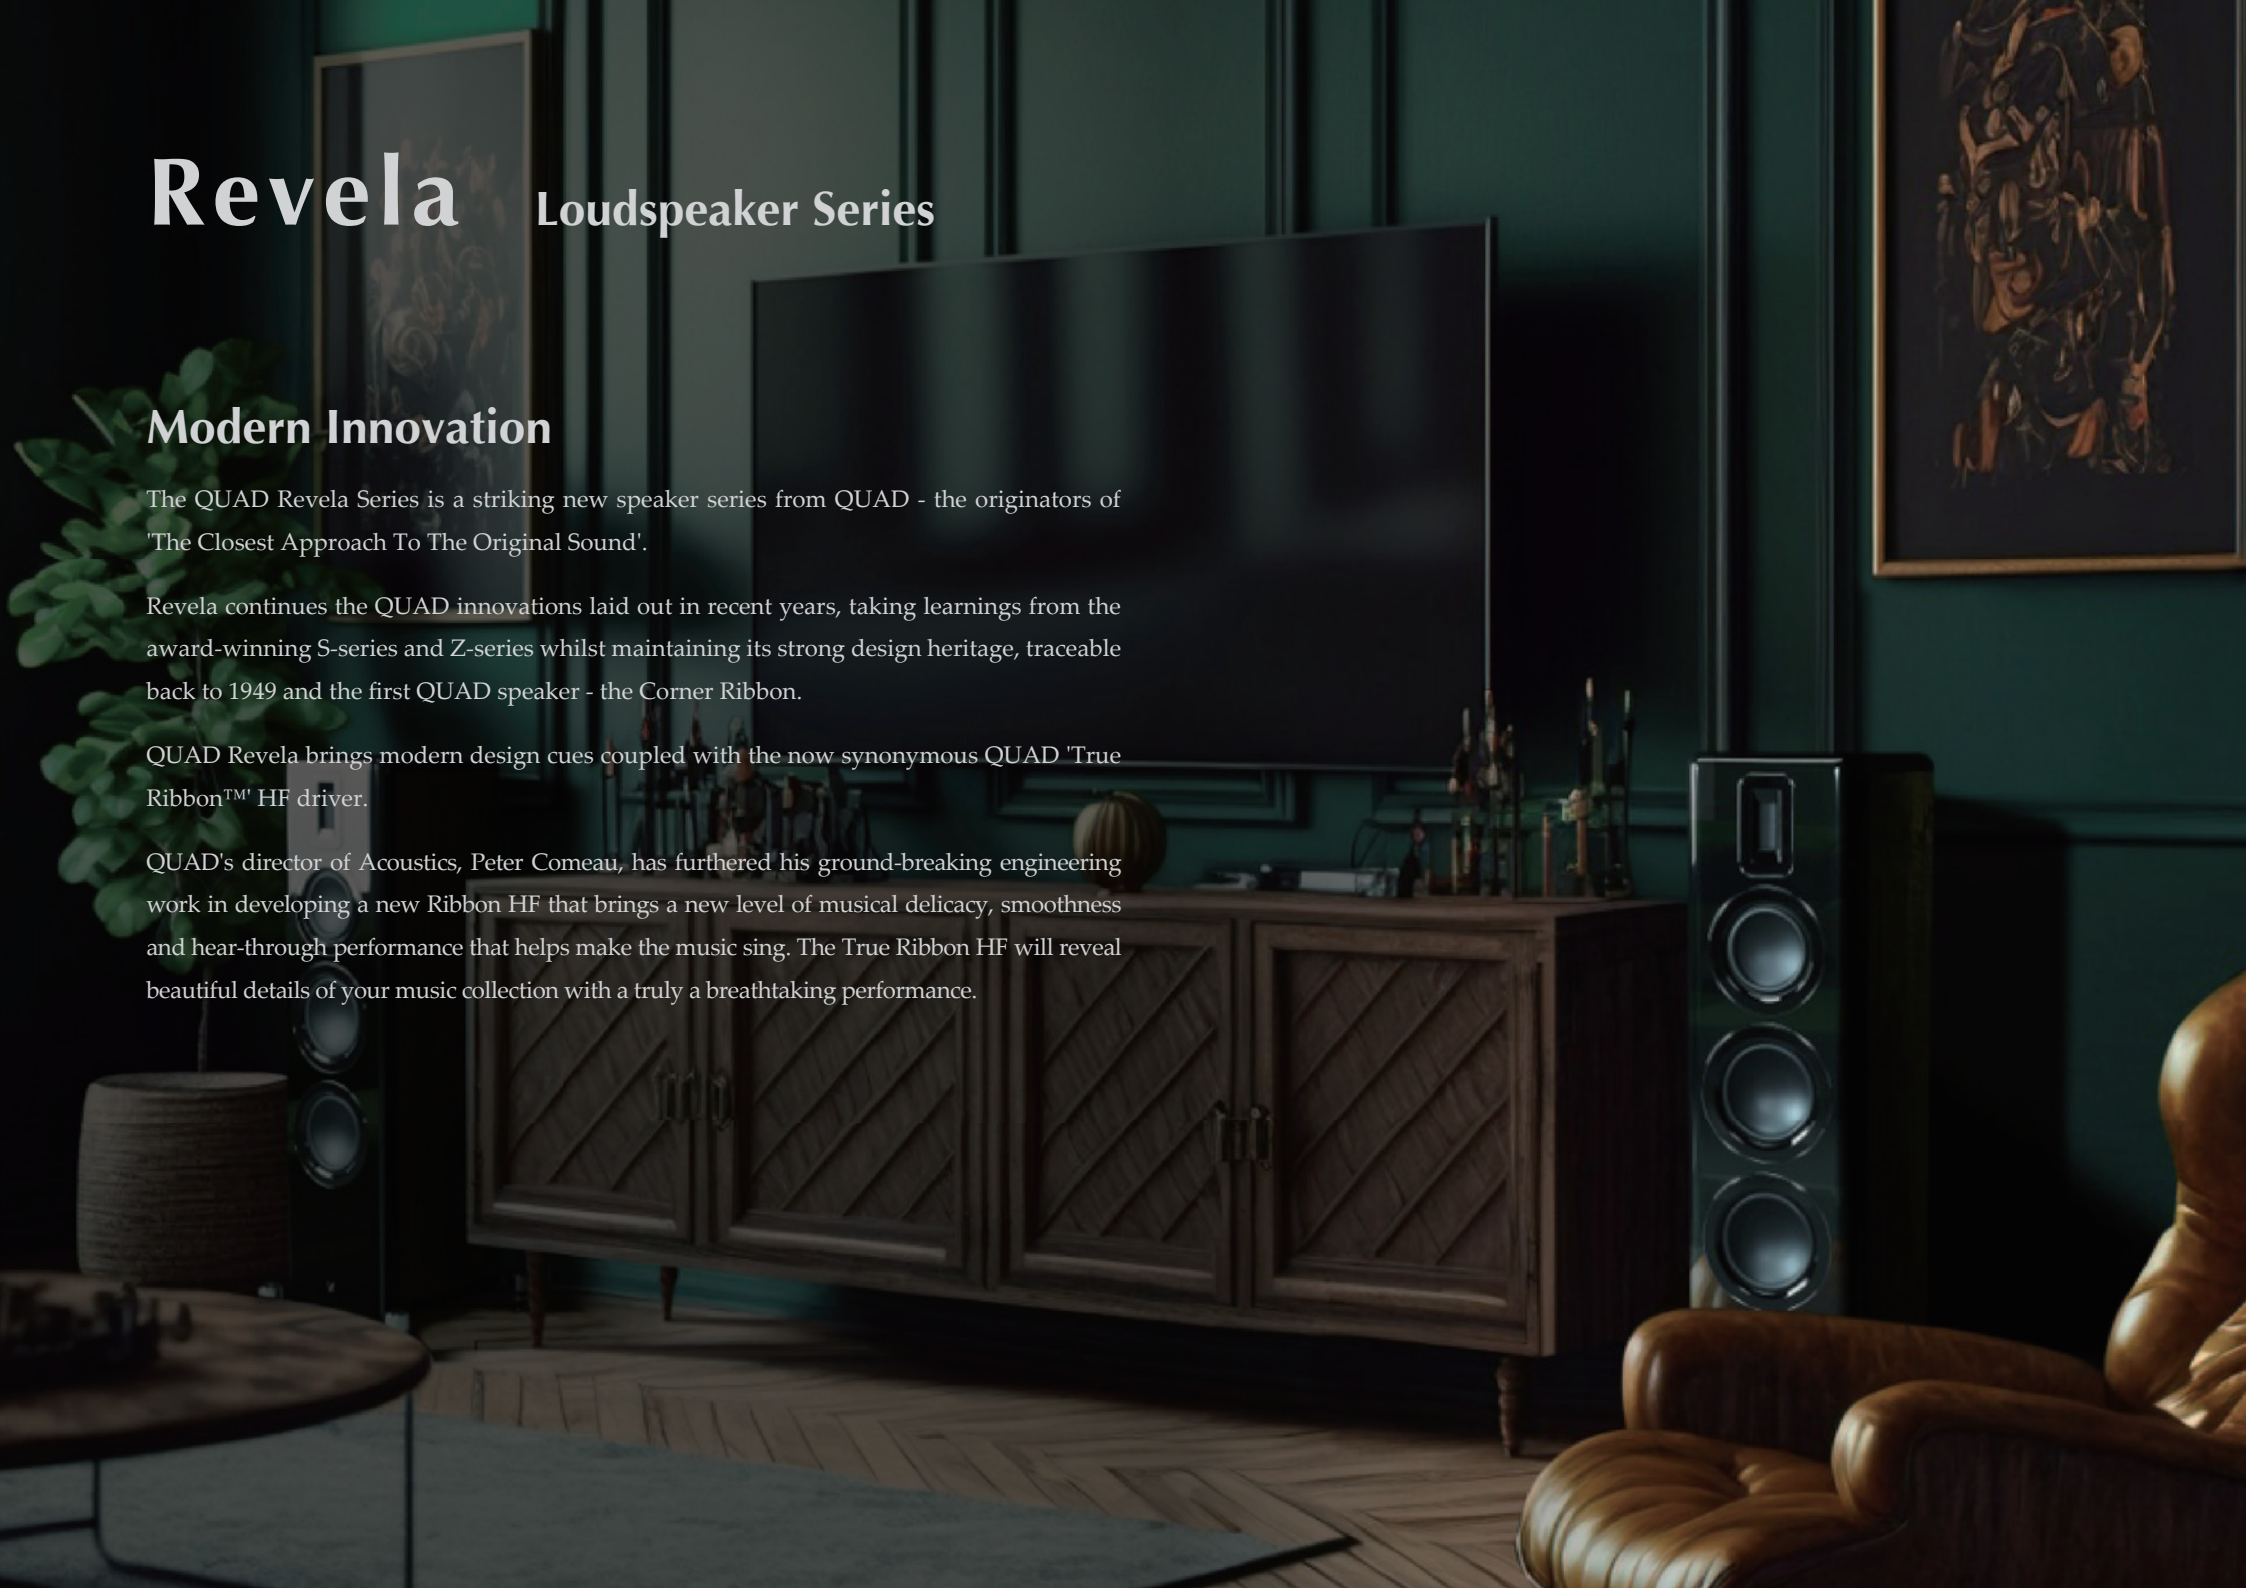 Revela Loudspeaker Series
Modern Innovation
The QUAD Revela Series is a striking new speaker series from QUAD - the originators of
'The Closest Approach To The Original Sound'.
Revela continues the QUAD innovations laid out in recent years, taking learnings from the
award-winning S-series and Z-series whilst maintaining its strong design heritage, traceable
back to 1949 and the first QUAD speaker - the Corner Ribbon.
QUAD Revela brings modern design cues coupled with the now synonymous QUAD 'True
Ribbon™' HF driver.
QUAD's director of Acoustics, Peter Comeau, has furthered his ground-breaking engineering
work in developing a new Ribbon HF that brings a new level of musical delicacy, smoothness
and hear-through performance that helps make the music sing. The True Ribbon HF will reveal
beautiful details of your music collection with a truly a breathtaking performance.